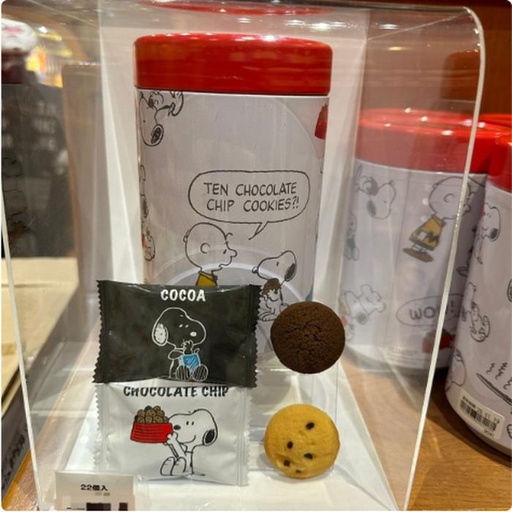 TEN CHOCOLATE
CHIP COOKIES?!
COCOA
CHOCOLATE CHIP
22個入